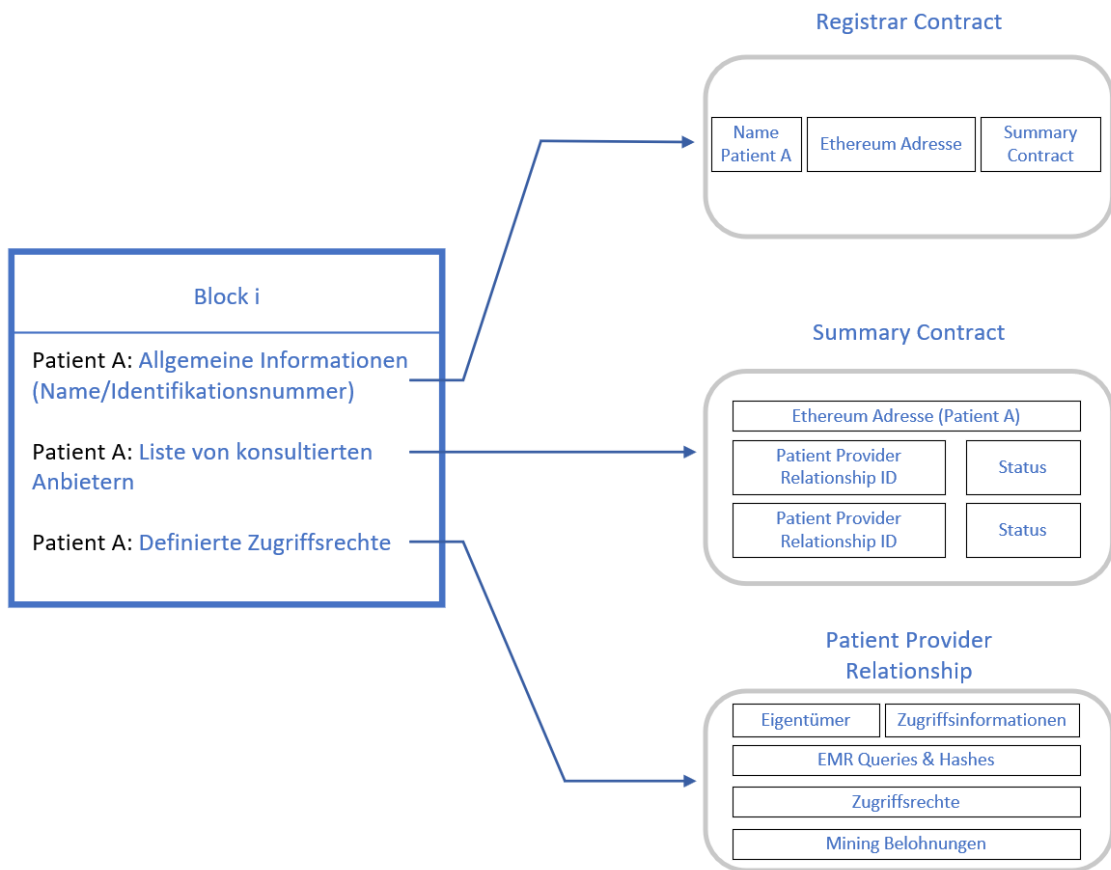 Registrar Contract
Name
Patient A
Ethereum Adresse
Summary
Contract
Block i
Patient A: Allgemeine Informationen
(Name/Identifikationsnummer)
Patient A: Liste von konsultierten
Anbietern
Patient A: Definierte Zugriffsrechte
Summary Contract
Ethereum Adresse (Patient A)
Patient Provider
Relationship ID
Status
Patient Provider
Relationship ID
Status
Patient Provider
Relationship
Eigentümer
Zugriffsinformationen
EMR Queries & Hashes
Zugriffsrechte
Mining Belohnungen